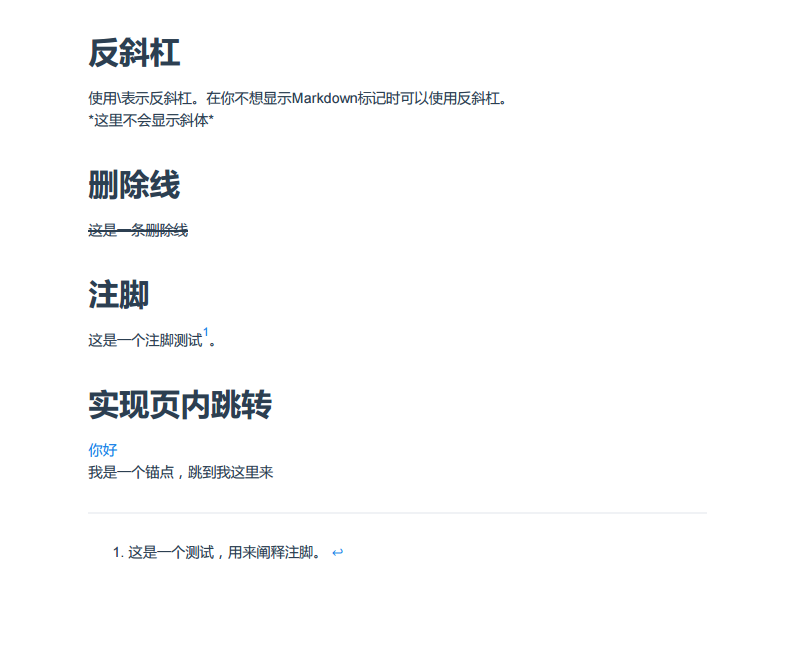 反斜杠
使用\表示反斜杠。在你不想显示Markdown标记时可以使用反斜杠。
*这里不会显示斜体*
删除线
这是一条删除线
注脚
这是一个注脚测试1。
实现页内跳转
你好
我是一个锚点，跳到我这里来
1. 这是一个测试，用来阐释注脚。 ↩